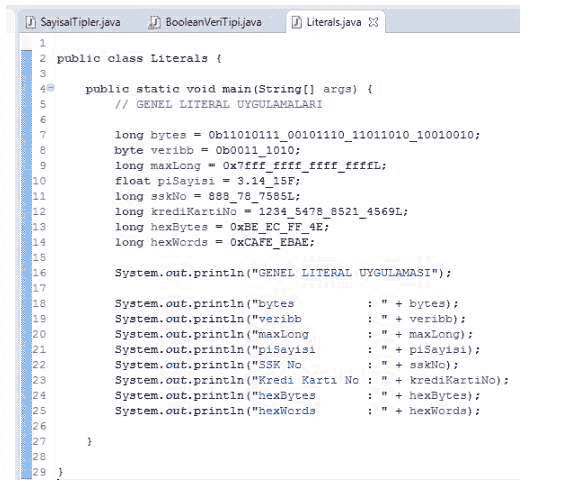 SayisalTipler.java BooleanVeriTipi.java Literals.java
1
2 public class Literals {
3
4 public static void main(String[] args) {
5 // GENEL LITERAL UYGULAMALARI
6
7 long bytes = 0b11010111_00101110_11011010_10010010;
8 byte veribb = 0b0011_1010;
9 long maxLong = 0x7fff_ffff_ffff_ffffL;
10 float piSayisi = 3.14_15F;
11 long sskNo = 888_78_7585L;
12 long krediKartiNo = 1234_5478_8521_4569L;
13 long hexBytes = 0xBE_EC_FF_4E;
14 long hexWords = 0xCAFE_EBAE;
15
16 System.out.println("GENEL LITERAL UYGULAMASI");
17
18 System.out.println("bytes : " + bytes);
19 System.out.println("veribb : " + veribb);
20 System.out.println("maxLong : " + maxLong);
21 System.out.println("piSayisi : " + piSayisi);
22 System.out.println("SSK No : " + sskNo);
23 System.out.println("Kredi Kartı No : " + krediKartiNo);
24 System.out.println("hexBytes : " + hexBytes);
25 System.out.println("hexWords : " + hexWords);
26
27 }
28
29 }